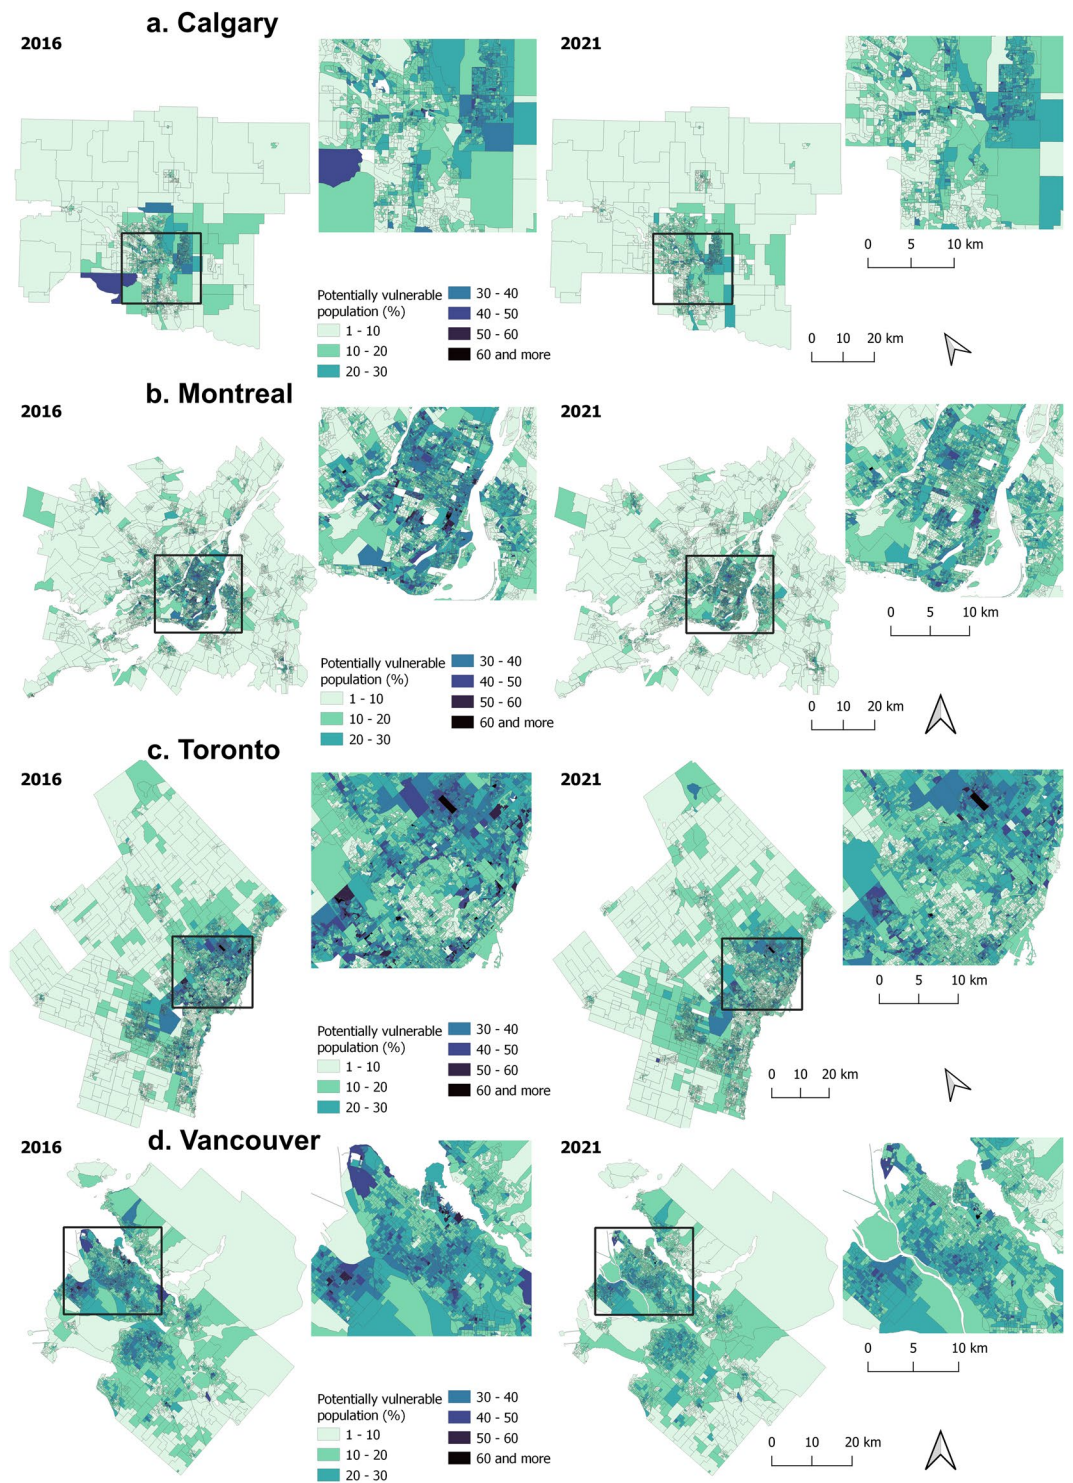 a. Calgary
2016
2021
0 5 10 km
Potentially vulnerable
population (%)
1 - 10
10 - 20
20 - 30
30 - 40
40 - 50
50 - 60
60 and more
0 10 20 km
b. Montreal
2016
2021
0 5 10 km
Potentially vulnerable
population (%)
1 - 10
10 - 20
20 - 30
30 - 40
40 - 50
50 - 60
60 and more
0 10 20 km
c. Toronto
2016
2021
0 5 10 km
Potentially vulnerable
population (%)
1 - 10
10 - 20
20 - 30
30 - 40
40 - 50
50 - 60
60 and more
0 10 20 km
d. Vancouver
2016
2021
0 5 10 km
Potentially vulnerable
population (%)
1 - 10
10 - 20
20 - 30
30 - 40
40 - 50
50 - 60
60 and more
0 10 20 km